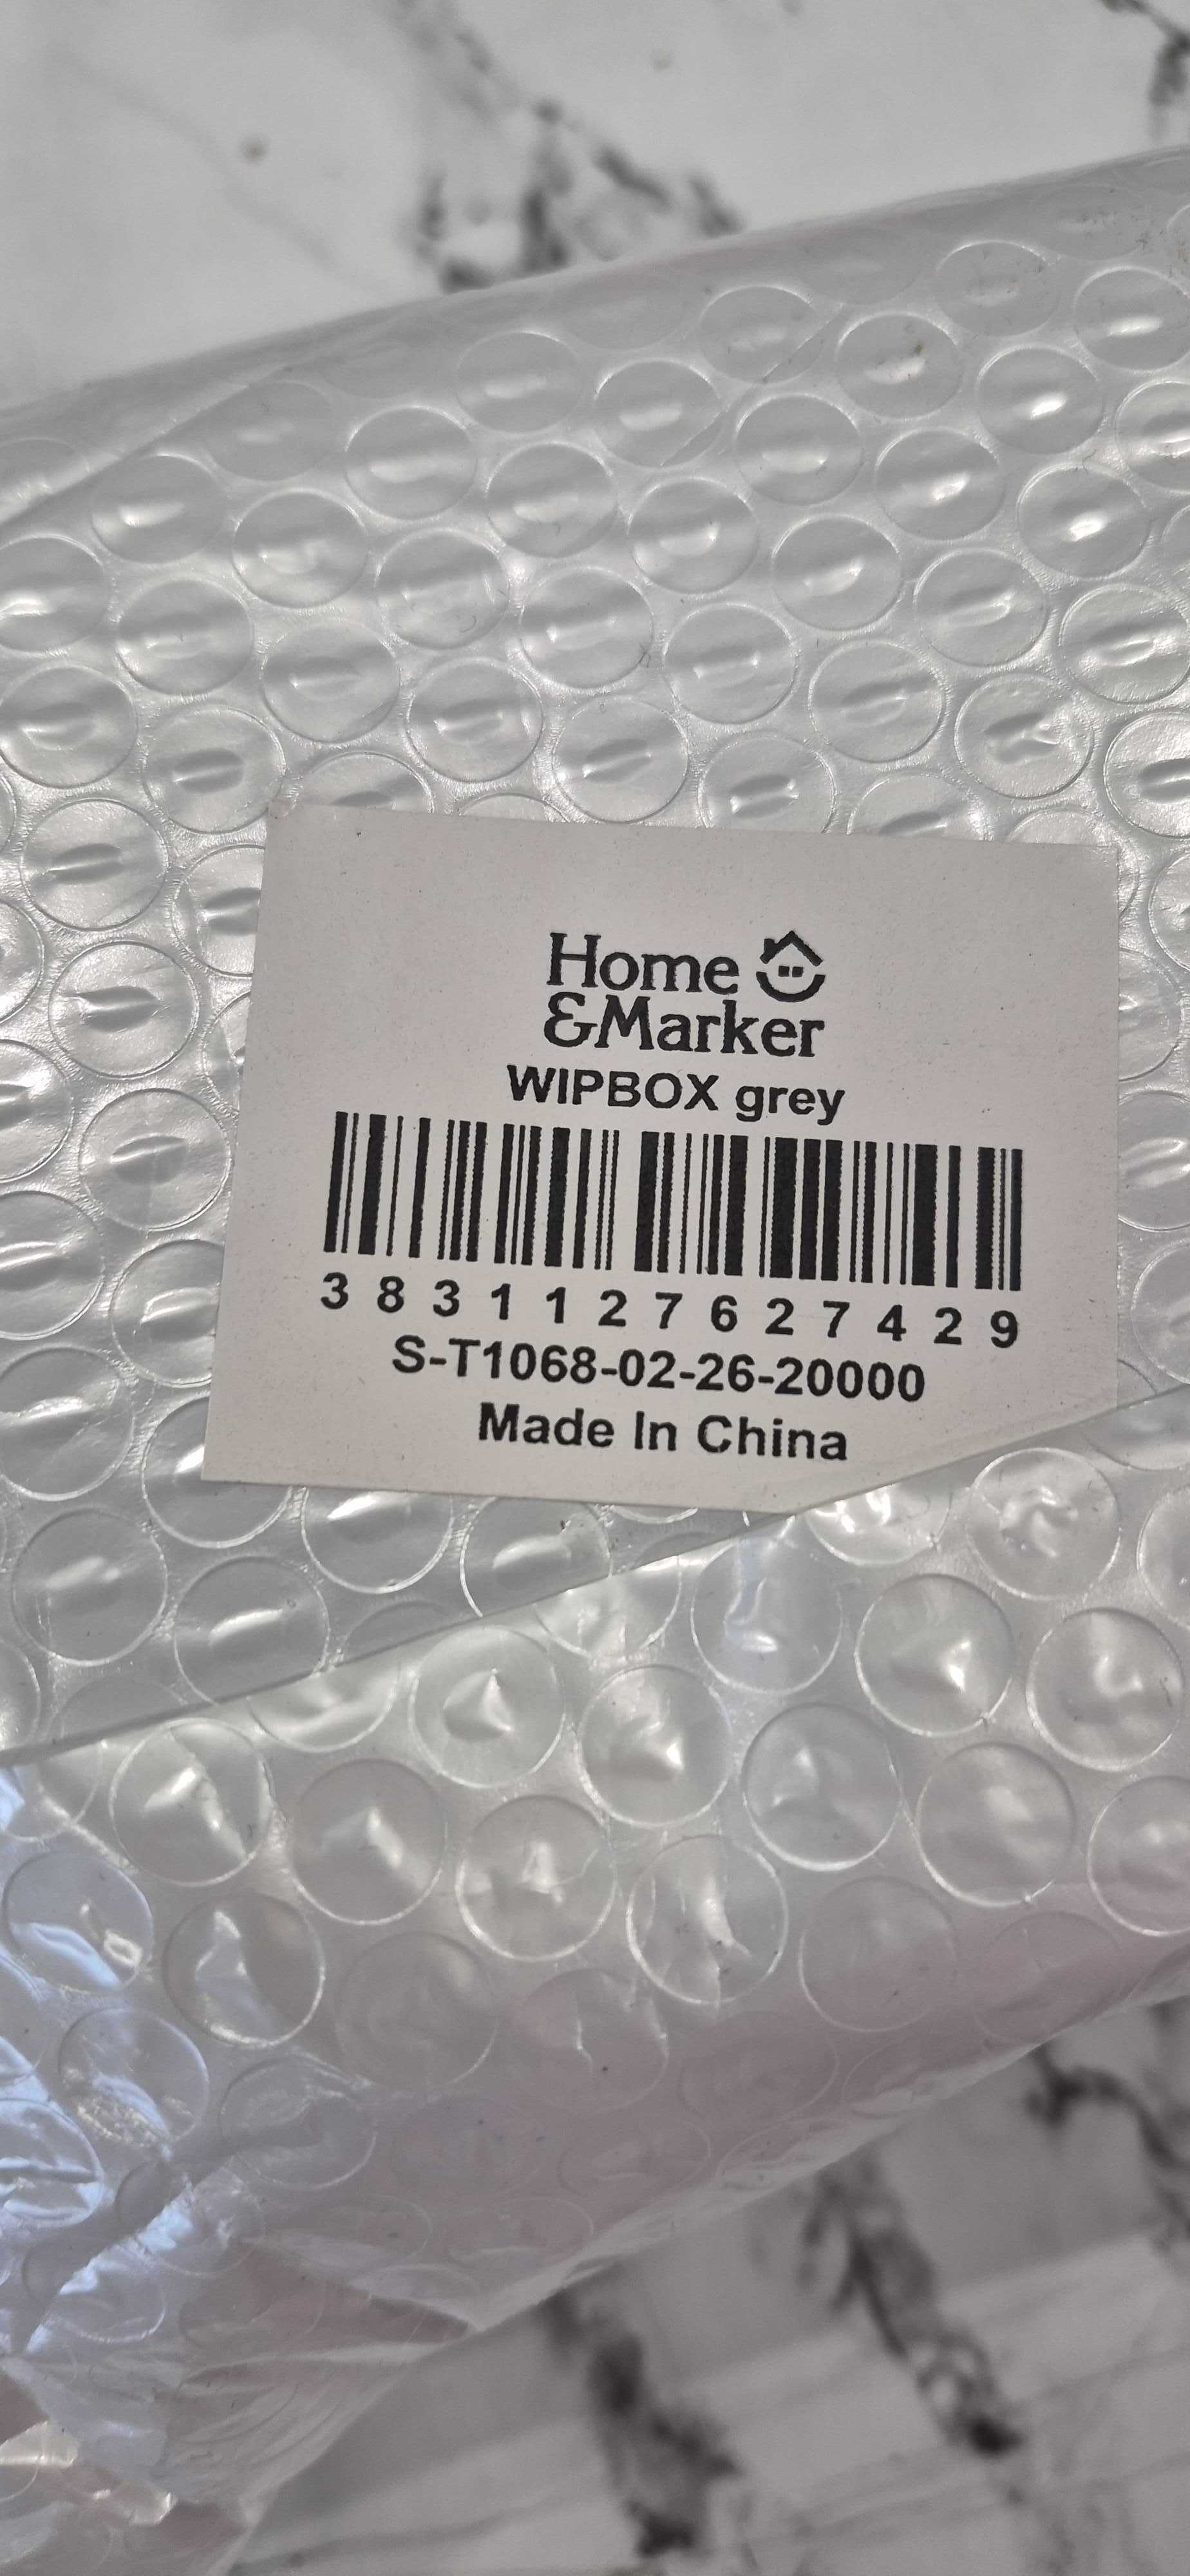 Home
&Marker
WIPBOX grey
3831127627429
S-T1068-02-26-20000
Made In China